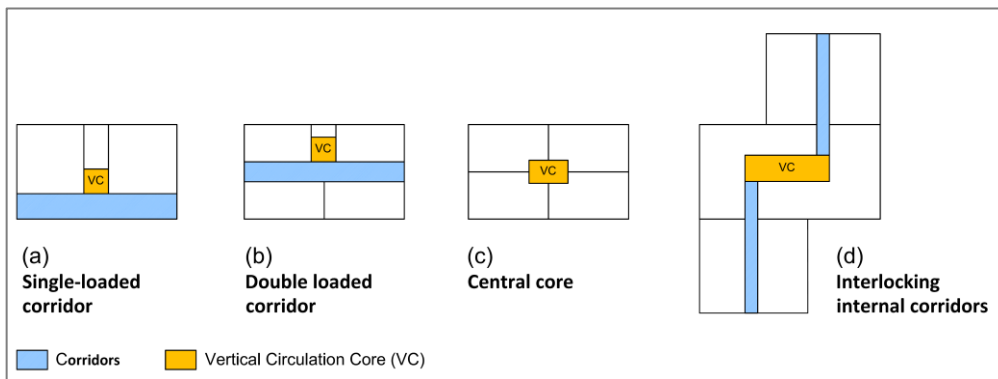 VC
VC
VC
VC
(a)
Single-loaded
corridor
(b)
Double loaded
corridor
(c)
Central core
(d)
Interlocking
internal corridors
Corridors
Vertical Circulation Core (VC)